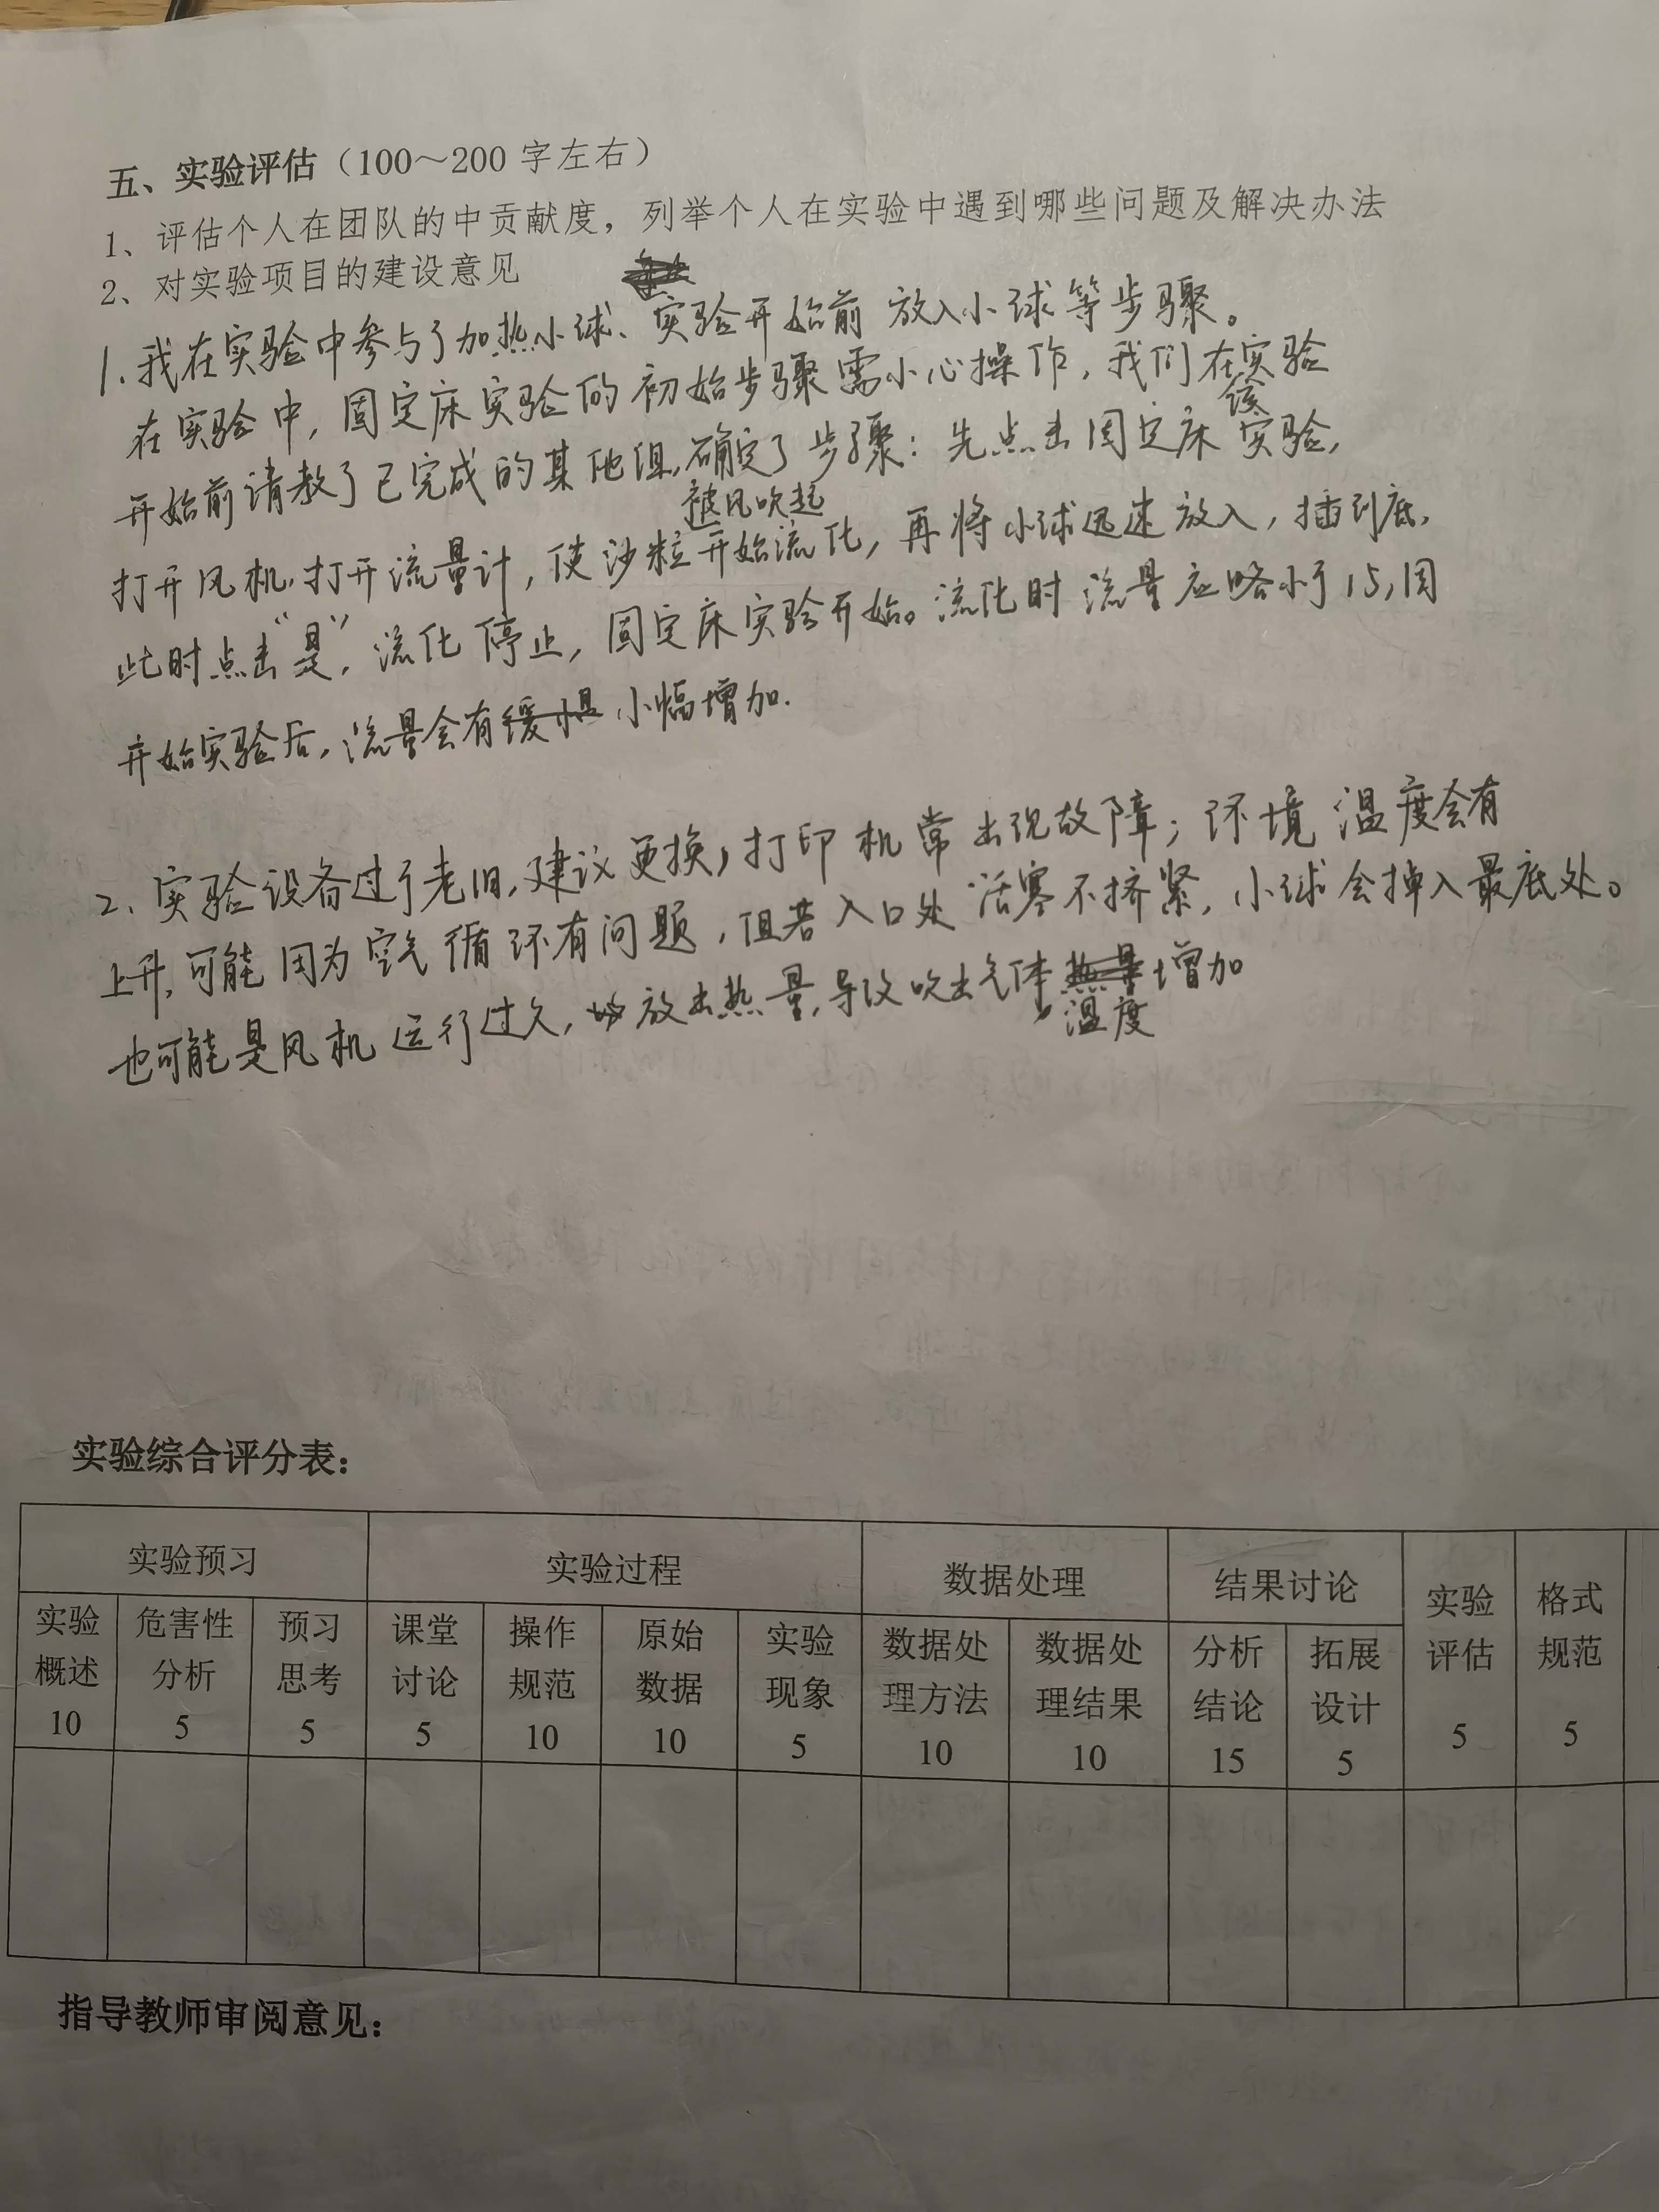 五、实验评估（100～200 字左右）
1、评估个人在团队的中贡献度，列举个人在实验中遇到哪些问题及解决办法
2、对实验项目的建设意见
1.我在实验中参与了加热小球、实验开始前 放入小球等步骤。
在实验中，固定床实验的初始步骤需小心操作，我们在实验
开始前请教了已完成的其他组，确定了步骤：先点击固定床该实验，
打开风机，打开流量计，使沙粒被风吹起开始流化，再将小球迅速放入，插到底，
此时点击“是”，流化停止，固定床实验开始。流化时流量应略小于15，因
开始实验后，流量会有小幅增加.
2、实验设备过于老旧，建议更换，打印机常出现故障；环境温度会有
上升，可能因为空气循环有问题，但若入口处活塞不挤紧，小球会掉入最底处。
也可能是风机运行过久，放出热量，导致吹出气体温度增加
实验综合评分表：
实验预习 实验过程 数据处理 结果讨论 实验评估 5 格式规范 5
实验概述 10 危害性分析 5 预习思考 5 课堂讨论 5 操作规范 10 原始数据 10 实验现象 5 数据处理方法 10 数据处理结果 10 分析结论 15 拓展设计 5
指导教师审阅意见：